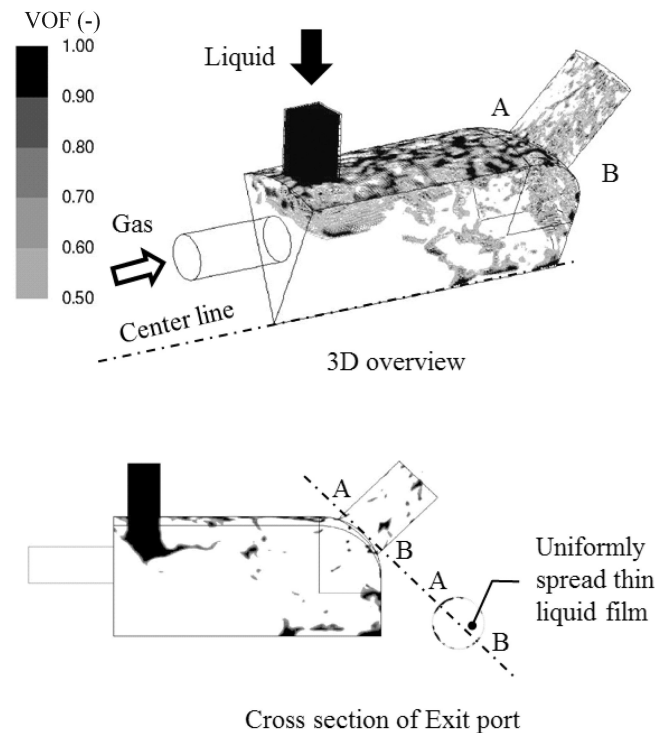 VOF (-)
1.00
0.90
0.80
0.70
0.60
0.50
Liquid
A
B
Gas
Center line
3D overview
A
B
A
B
Uniformly
spread thin
liquid film
Cross section of Exit port